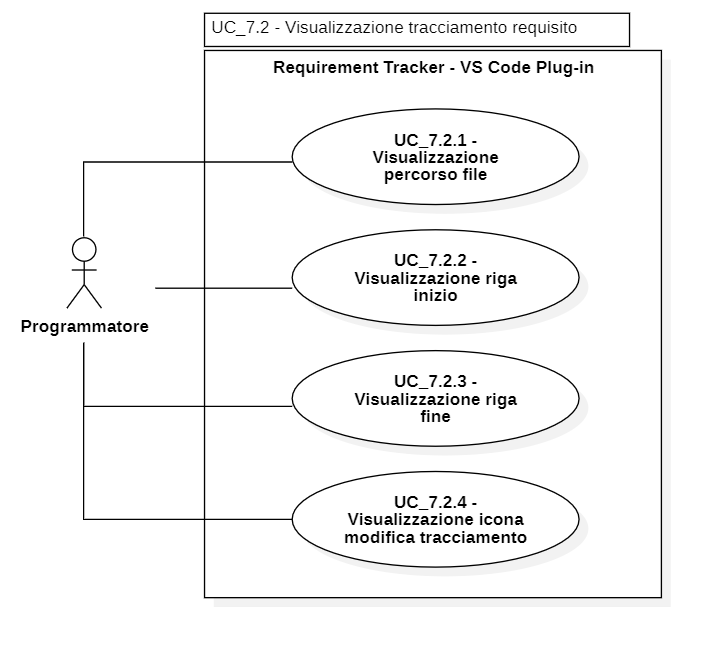 UC_7.2 - Visualizzazione tracciamento requisito
Requirement Tracker - VS Code Plug-in
UC_7.2.1 -
Visualizzazione
percorso file
UC_7.2.2 -
Visualizzazione riga
inizio
Programmatore
UC_7.2.3 -
Visualizzazione riga
fine
UC_7.2.4 -
Visualizzazione icona
modifica tracciamento